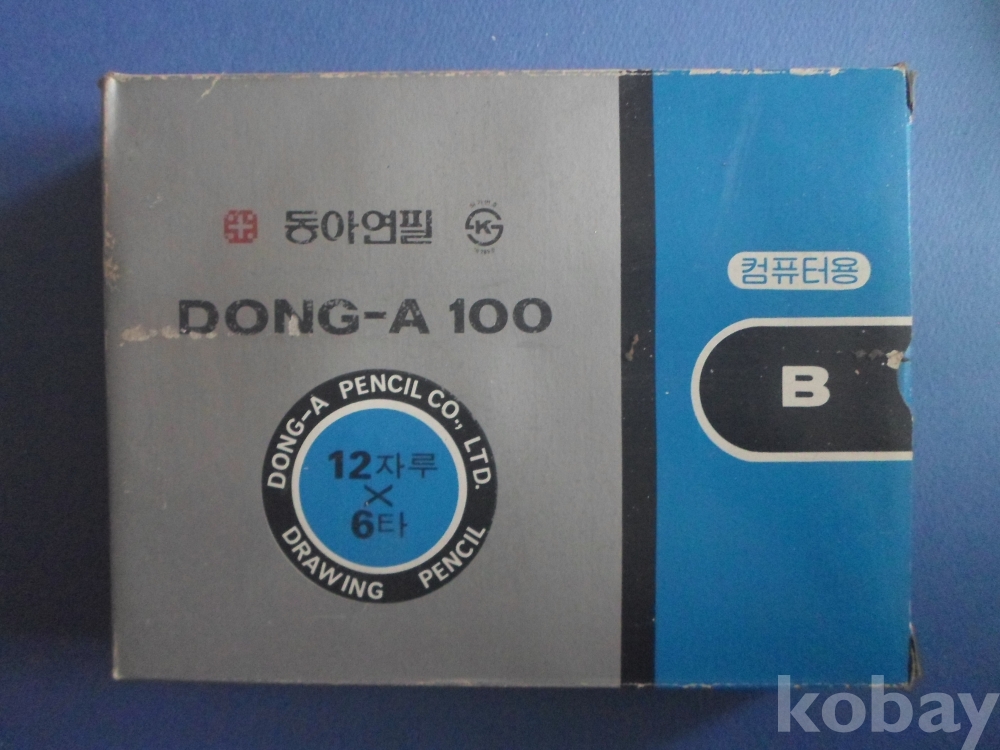 동아연필
DONG-A 100
DONG-A PENCIL CO., LTD.
12자루
×
6타
DRAWING PENCIL
컴퓨터용
B
kobay